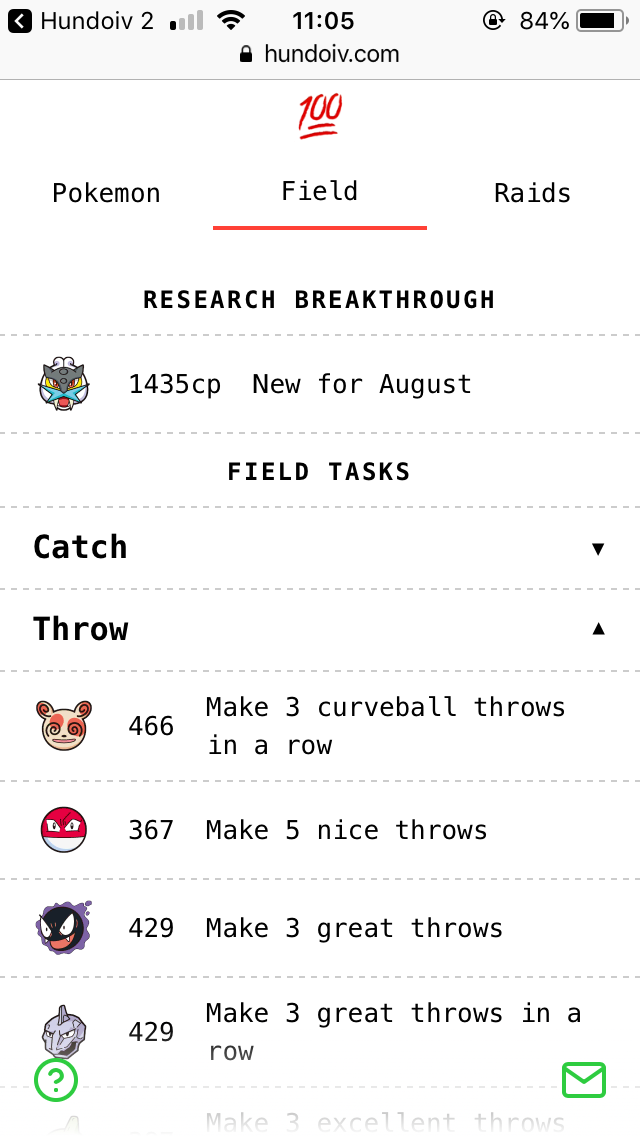 Hundoiv 2 11:05 84%
hundoiv.com
100
Pokemon Field Raids
RESEARCH BREAKTHROUGH
1435cp New for August
FIELD TASKS
Catch
Throw
466 Make 3 curveball throws
in a row
367 Make 5 nice throws
429 Make 3 great throws
429 Make 3 great throws in a
row
?
Make 3 excellent throws